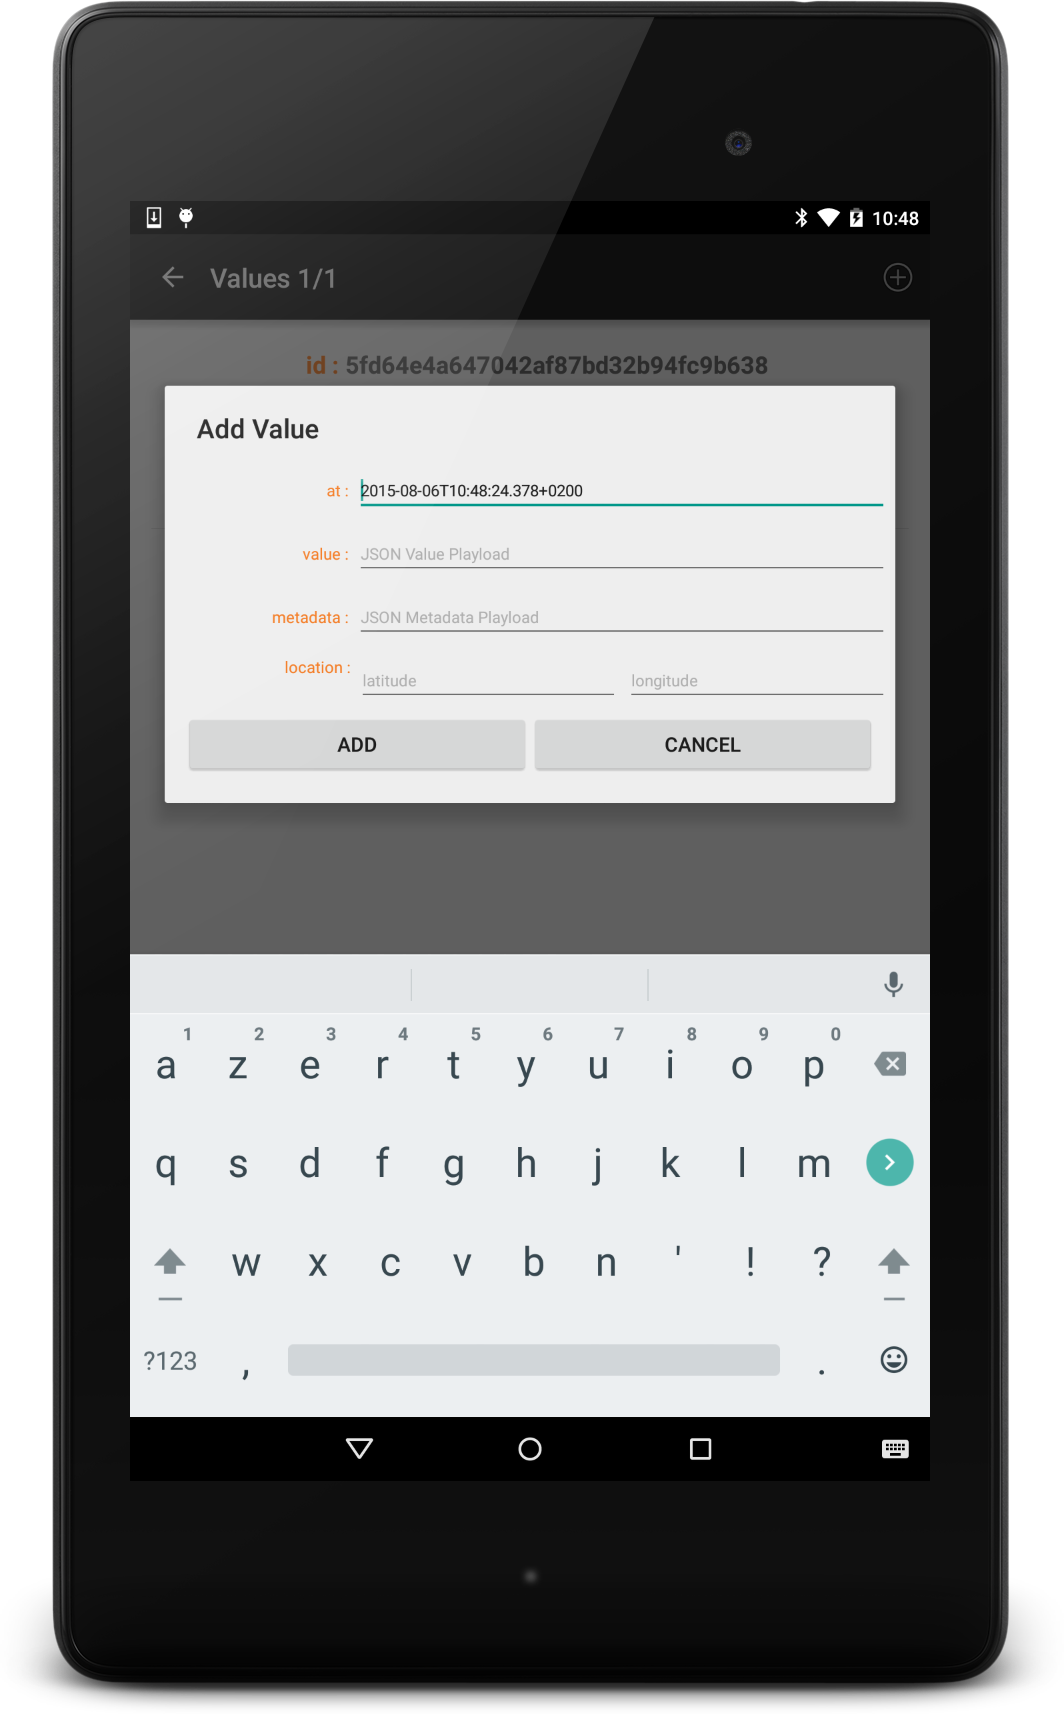 10:48
Values 1/1
id : 5fd64e4a647042af87bd32b94fc9b638
Add Value
at : 2015-08-06T10:48:24.378+0200
value : JSON Value Playload
metadata : JSON Metadata Playload
location : latitude longitude
ADD CANCEL
1 2 3 4 5 6 7 8 9 0
a z e r t y u i o p
q s d f g h j k l m
w x c v b n ' ! ?
?123 , .